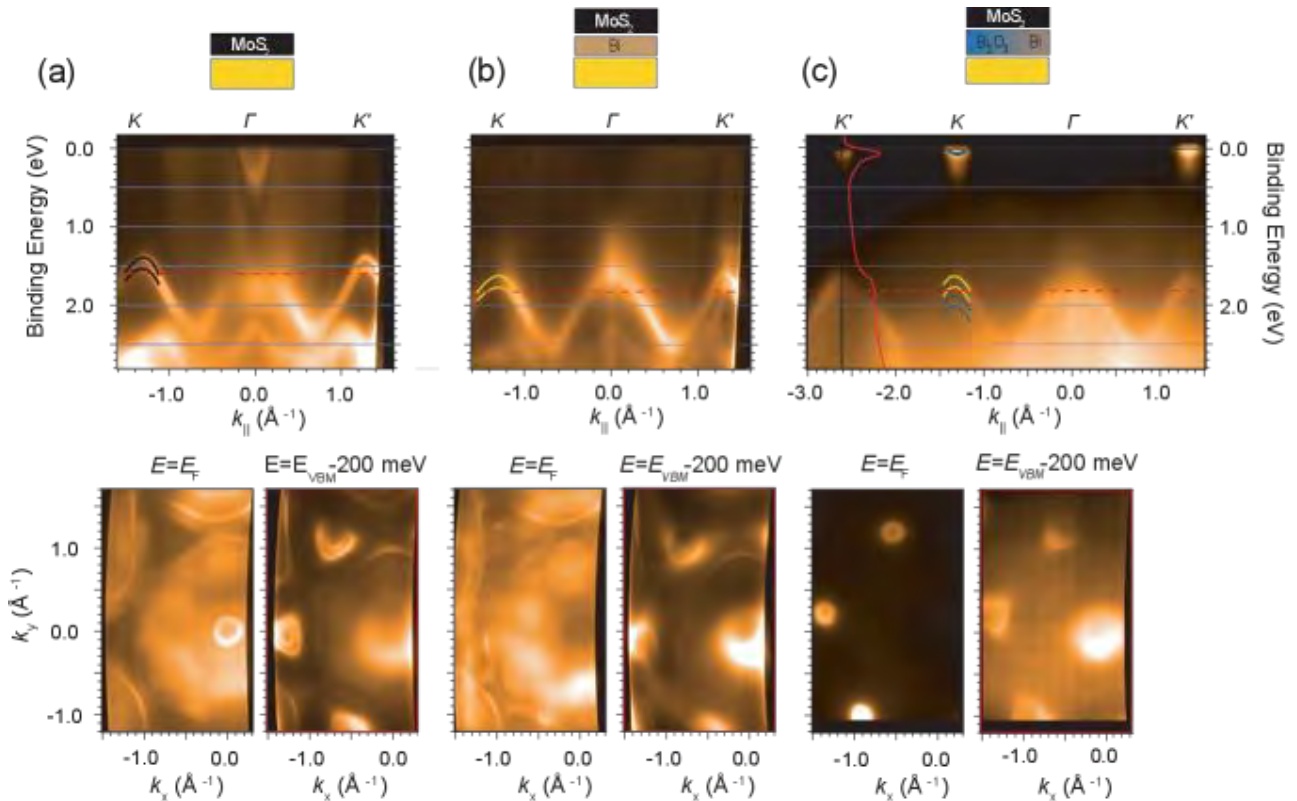 (a)
MoS2
K Γ K'
Binding Energy (eV)
0.0
1.0
2.0
-1.0 0.0 1.0
k|| (Å -1)
(b)
MoS2
Bi
K Γ K'
-1.0 0.0 1.0
k|| (Å -1)
(c)
MoS2
Bi2O3 Bi
K' K Γ K'
0.0
1.0
2.0
Binding Energy (eV)
-3.0 -2.0 -1.0 0.0 1.0
k|| (Å -1)
E=EF
E=EVBM-200 meV
E=EF
E=EVBM-200 meV
E=EF
E=EVBM-200 meV
ky (Å -1)
1.0
0.0
-1.0
-1.0 0.0
kx (Å -1)
-1.0 0.0
kx (Å -1)
-1.0 0.0
kx (Å -1)
-1.0 0.0
kx (Å -1)
-1.0 0.0
kx (Å -1)
-1.0 0.0
kx (Å -1)